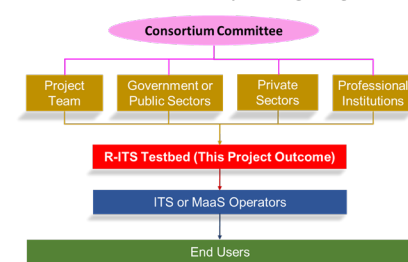 Consortium Committee
Project
Team
Government or
Public Sectors
Private
Sectors
Professional
Institutions
R-ITS Testbed (This Project Outcome)
ITS or MaaS Operators
End Users